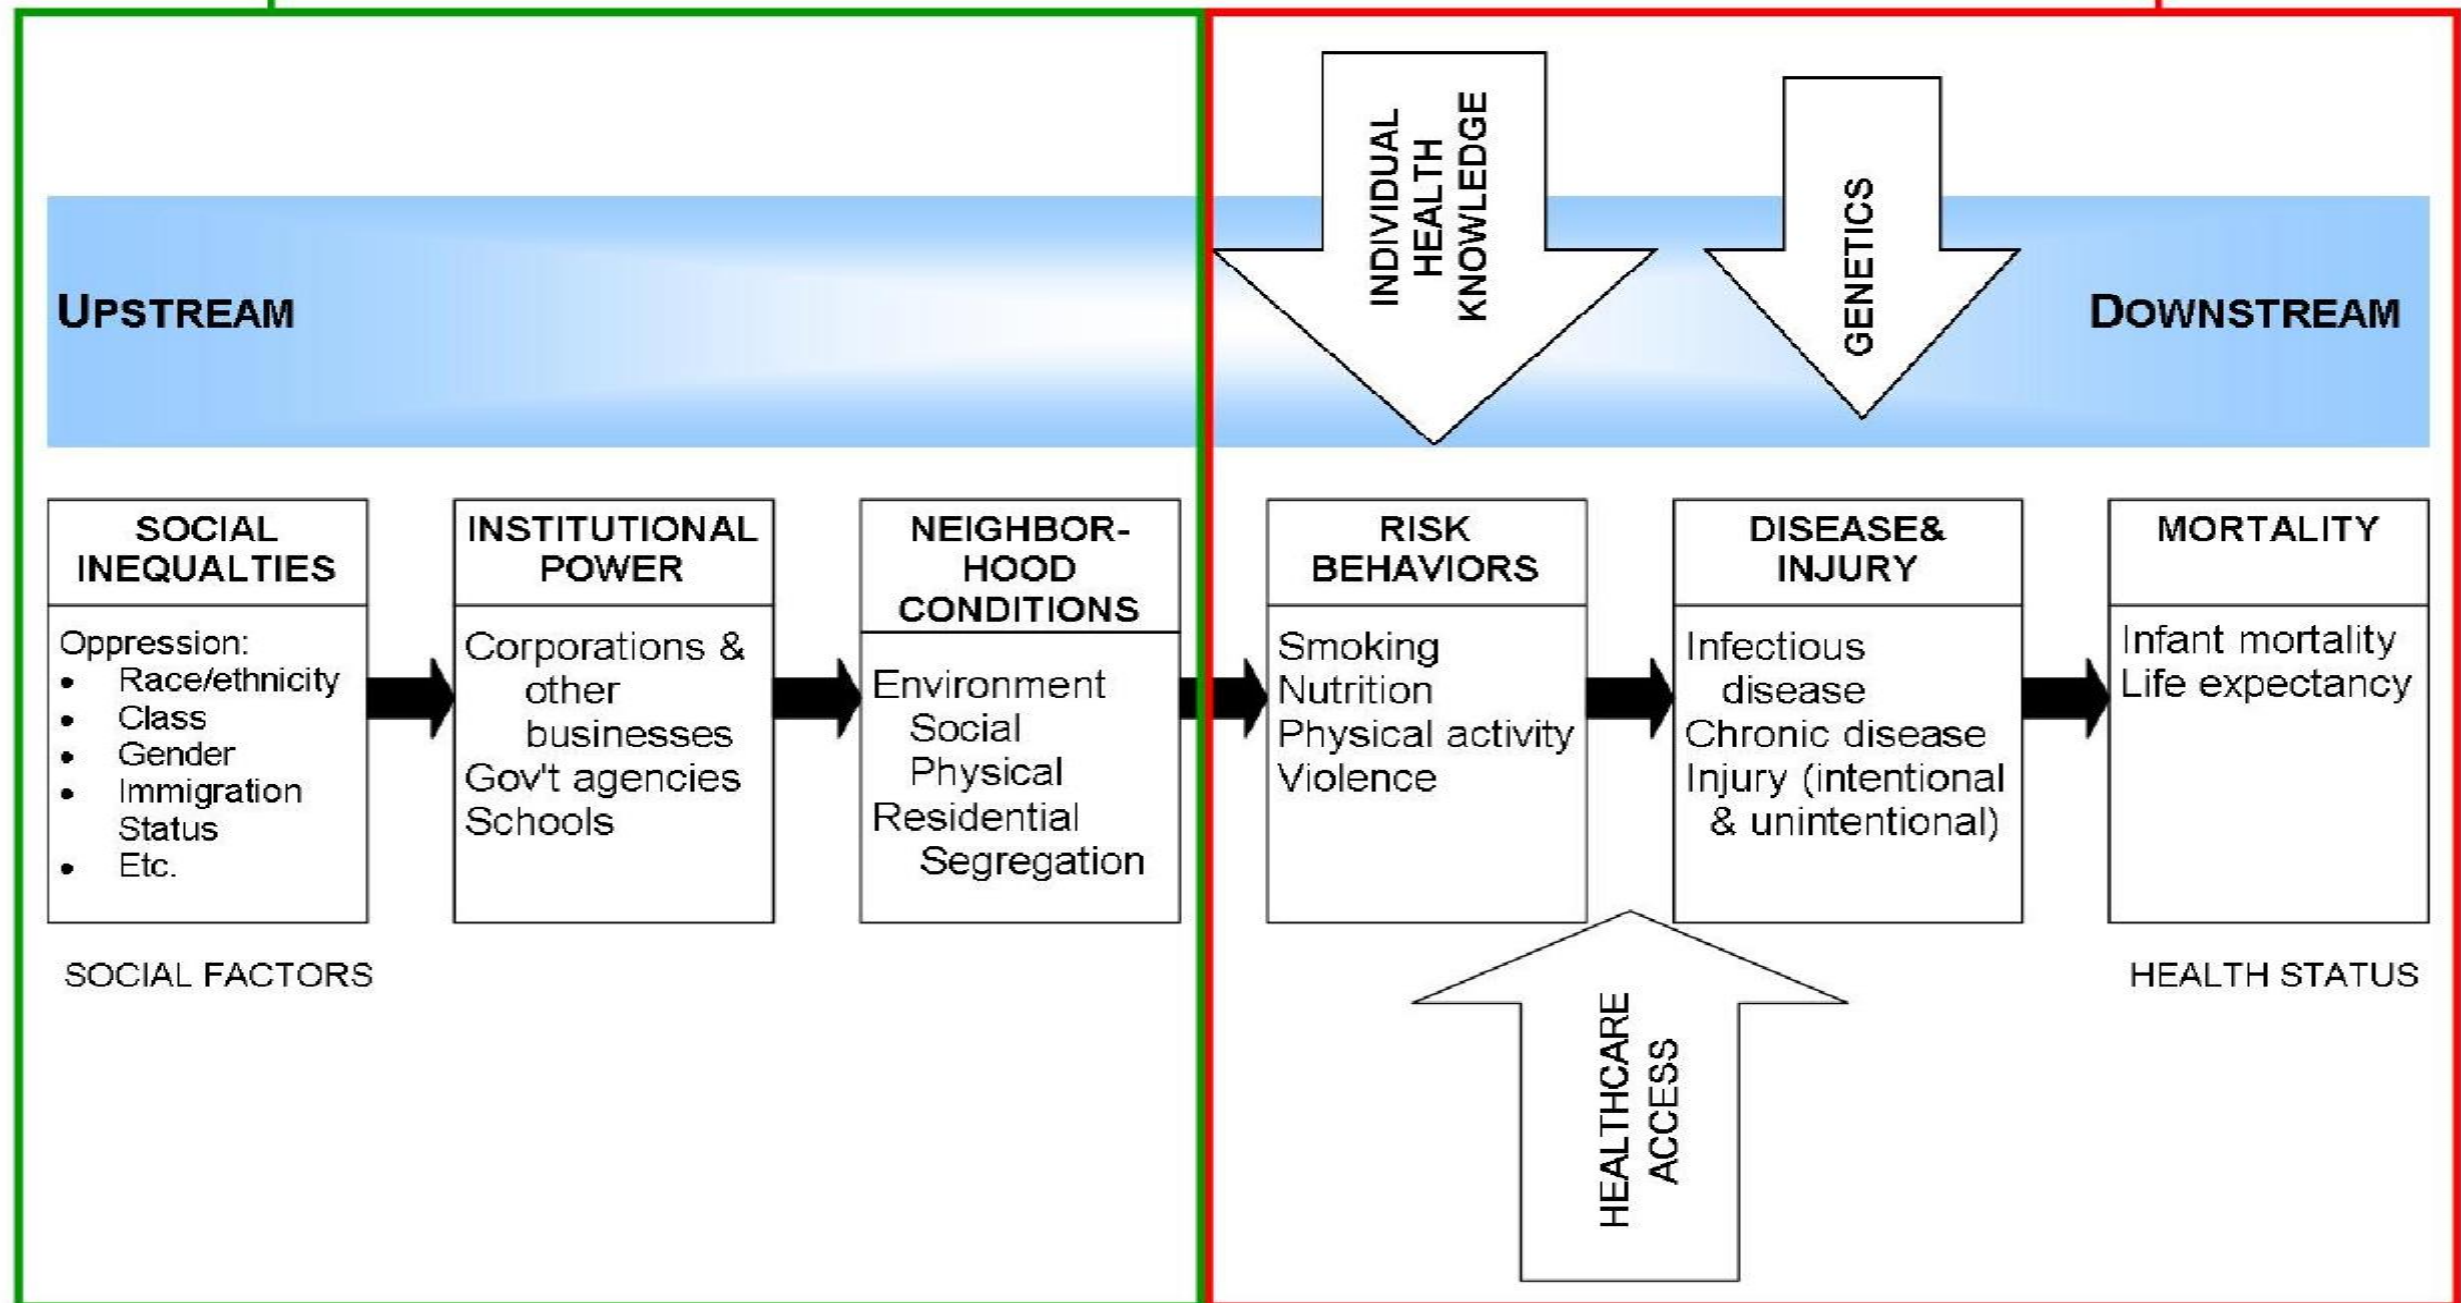 INDIVIDUAL
HEALTH
KNOWLEDGE
GENETICS
UPSTREAM
DOWNSTREAM
SOCIAL
INEQUALTIES
Oppression:
• Race/ethnicity
• Class
• Gender
• Immigration
Status
• Etc.
INSTITUTIONAL
POWER
Corporations &
other
businesses
Gov't agencies
Schools
NEIGHBOR-
HOOD
CONDITIONS
Environment
Social
Physical
Residential
Segregation
RISK
BEHAVIORS
Smoking
Nutrition
Physical activity
Violence
DISEASE&
INJURY
Infectious
disease
Chronic disease
Injury (intentional
& unintentional)
MORTALITY
Infant mortality
Life expectancy
SOCIAL FACTORS
HEALTH STATUS
HEALTHCARE
ACCESS